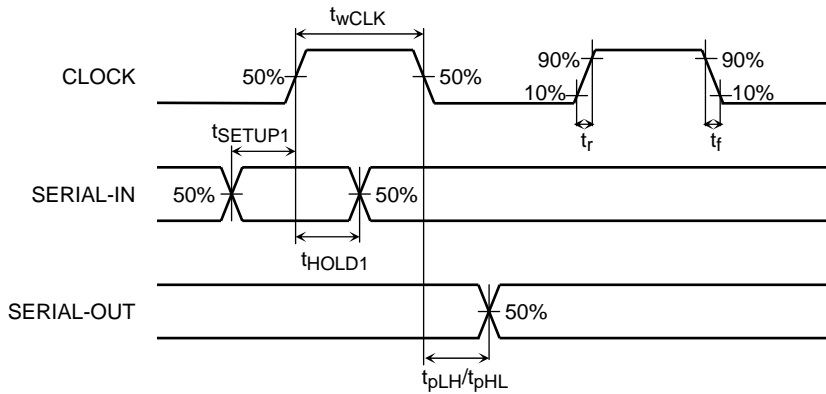 twCLK
CLOCK
50%
50%
90%
90%
10%
10%
tSETUP1
tr
tf
SERIAL-IN
50%
50%
tHOLD1
SERIAL-OUT
50%
tpLH/tpHL